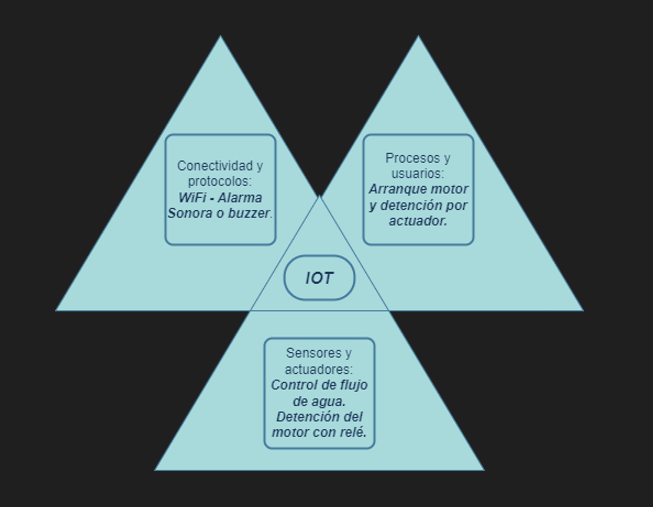 Conectividad y
protocolos:
WiFi - Alarma
Sonora o buzzer.
Procesos y
usuarios:
Arranque motor
y detención por
actuador.
IOT
Sensores y
actuadores:
Control de flujo
de agua.
Detención del
motor con relé.